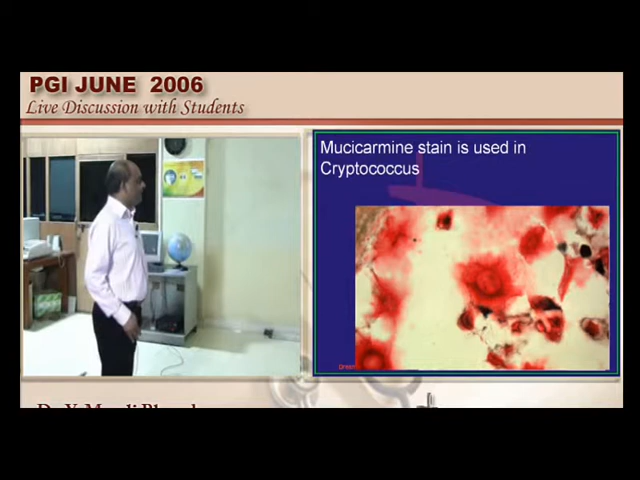 PGI JUNE 2006
Live Discussion with Students
Mucicarmine stain is used in
Cryptococcus